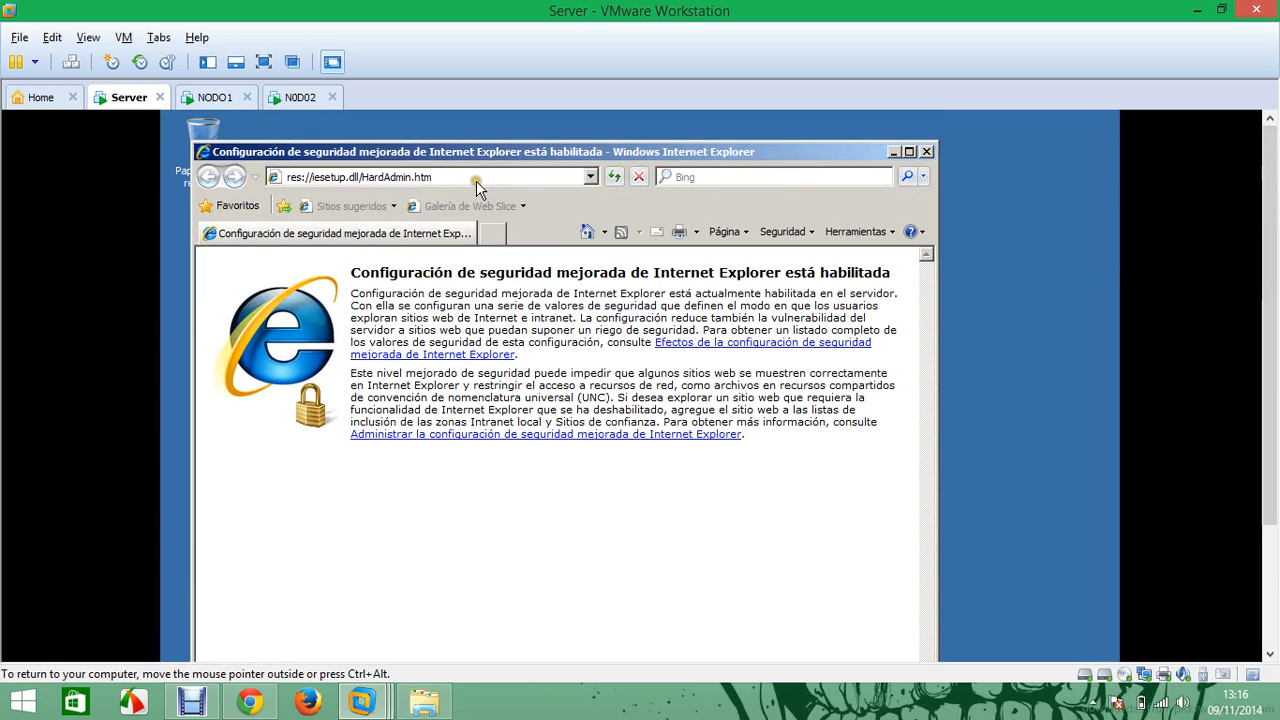 Server - VMware Workstation
File Edit View VM Tabs Help
Home Server NODO1 N0D02
Configuración de seguridad mejorada de Internet Explorer está habilitada - Windows Internet Explorer
res://iesetup.dll/HardAdmin.htm Bing
Favoritos Sitios sugeridos Galería de Web Slice
Configuración de seguridad mejorada de Internet Exp... Página Seguridad Herramientas
Configuración de seguridad mejorada de Internet Explorer está habilitada
Configuración de seguridad mejorada de Internet Explorer está actualmente habilitada en el servidor.
Con ella se configuran una serie de valores de seguridad que definen el modo en que los usuarios
exploran sitios web de Internet e intranet. La configuración reduce también la vulnerabilidad del
servidor a sitios web que puedan suponer un riego de seguridad. Para obtener un listado completo de
los valores de seguridad de esta configuración, consulte Efectos de la configuración de seguridad
mejorada de Internet Explorer.
Este nivel mejorado de seguridad puede impedir que algunos sitios web se muestren correctamente
en Internet Explorer y restringir el acceso a recursos de red, como archivos en recursos compartidos
de convención de nomenclatura universal (UNC). Si desea explorar un sitio web que requiera la
funcionalidad de Internet Explorer que se ha deshabilitado, agregue el sitio web a las listas de
inclusión de las zonas Intranet local y Sitios de confianza. Para obtener más información, consulte
Administrar la configuración de seguridad mejorada de Internet Explorer.
To return to your computer, move the mouse pointer outside or press Ctrl+Alt.
13:16
09/11/2014